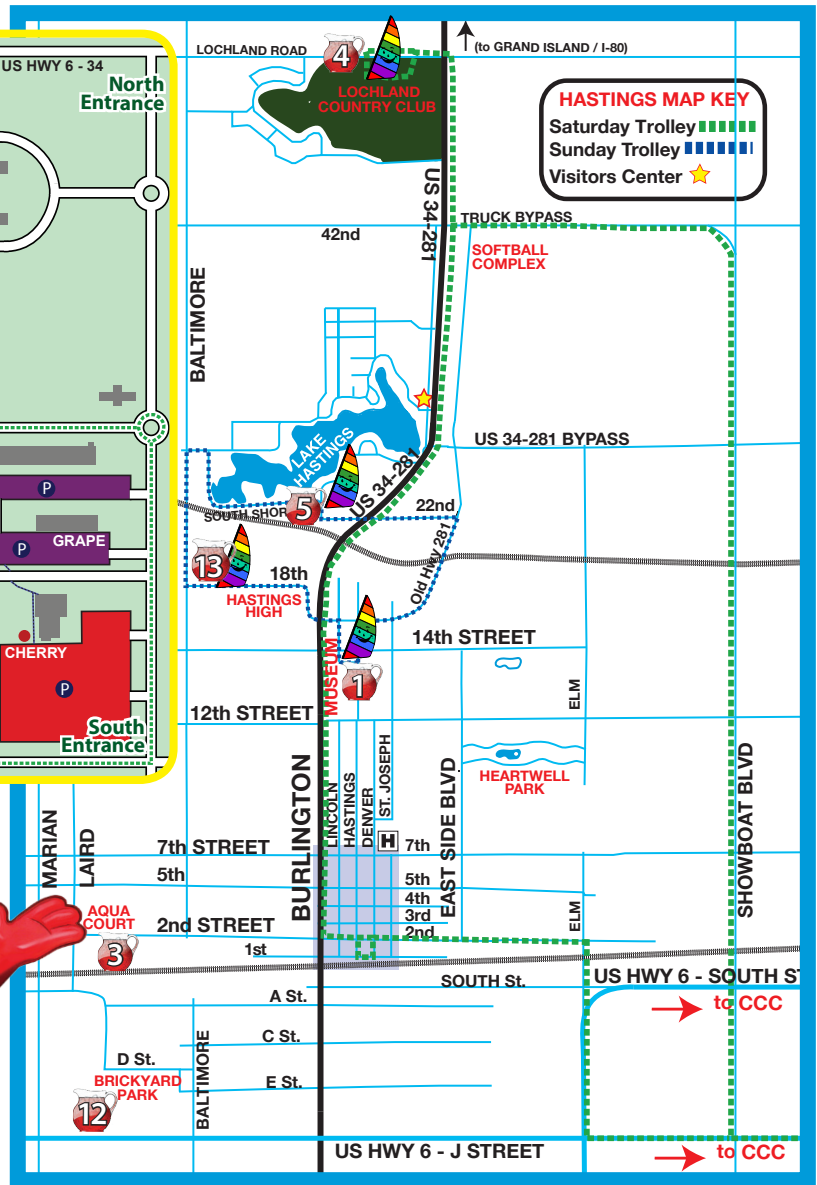 LOCHLAND ROAD
(to GRAND ISLAND / I-80)
4
US HWY 6 - 34
North
Entrance
LOCHLAND
COUNTRY CLUB
HASTINGS MAP KEY
Saturday Trolley
Sunday Trolley
Visitors Center
US 34-281
TRUCK BYPASS
42nd
SOFTBALL
COMPLEX
BALTIMORE
LAKE
HASTINGS
US 34-281
US 34-281 BYPASS
P
5
22nd
SOUTH SHOR
P
GRAPE
13
18th
Old Hwy 281
HASTINGS
HIGH
14th STREET
MUSEUM
1
CHERRY
P
ELM
12th STREET
South
Entrance
BURLINGTON
LINCOLN
HASTINGS
DENVER
ST. JOSEPH
EAST SIDE BLVD
HEARTWELL
PARK
SHOWBOAT BLVD
MARIAN
LAIRD
H
7th STREET
7th
5th
5th
4th
3rd
2nd
ELM
AQUA
COURT
3
2nd STREET
1st
SOUTH St.
US HWY 6 - SOUTH ST
to CCC
A St.
C St.
D St.
BALTIMORE
E St.
BRICKYARD
PARK
12
US HWY 6 - J STREET
to CCC